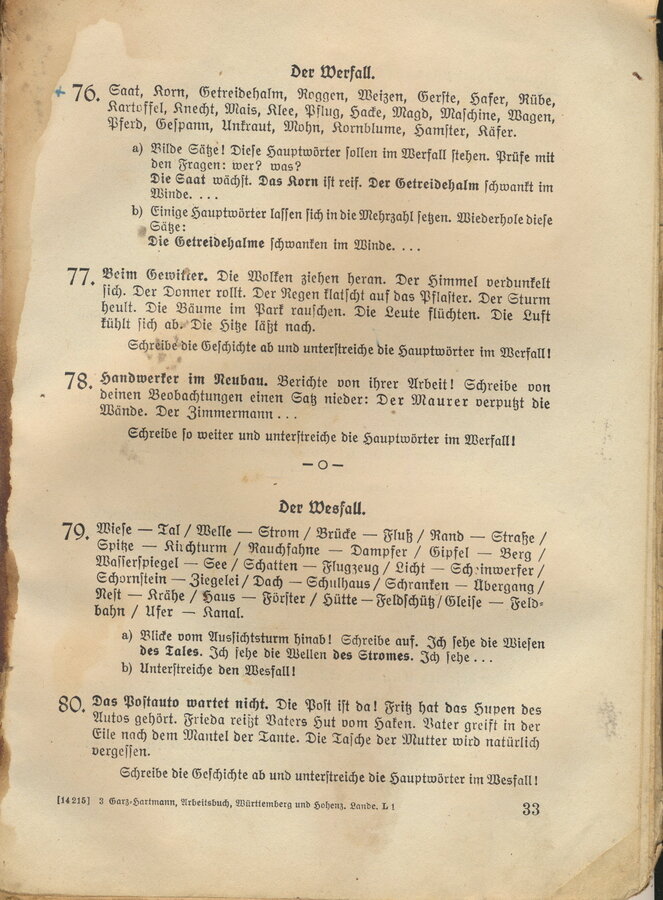 Der Werfall.
76. Saat, Korn, Getreidehalm, Roggen, Weizen, Gerste, Hafer, Rübe,
Kartoffel, Knecht, Mais, Klee, Pflug, Hacke, Magd, Maschine, Wagen,
Pferd, Gespann, Unkraut, Mohn, Kornblume, Hamster, Käfer.
a) Bilde Sätze! Diese Hauptwörter sollen im Werfall stehen. Prüfe mit
den Fragen: wer? was?
Die Saat wächst. Das Korn ist reif. Der Getreidehalm schwankt im
Winde. . . .
b) Einige Hauptwörter lassen sich in die Mehrzahl setzen. Wiederhole diese
Sätze:
Die Getreidehalme schwanken im Winde. . . .
77. Beim Gewitter. Die Wolken ziehen heran. Der Himmel verdunkelt
sich. Der Donner rollt. Der Regen klatscht auf das Pflaster. Der Sturm
heult. Die Bäume im Park rauschen. Die Leute flüchten. Die Luft
kühlt sich ab. Die Hitze läßt nach.
Schreibe die Geschichte ab und unterstreiche die Hauptwörter im Werfall!
78. Handwerker im Neubau. Berichte von ihrer Arbeit! Schreibe von
deinen Beobachtungen einen Satz nieder: Der Maurer verputzt die
Wände. Der Zimmermann . . .
Schreibe so weiter und unterstreiche die Hauptwörter im Werfall!
—o—
Der Wesfall.
79. Wiese — Tal / Welle — Strom / Brücke — Fluß / Rand — Straße /
Spitze — Kirchturm / Rauchfahne — Dampfer / Gipfel — Berg /
Wasserspiegel — See / Schatten — Flugzeug / Licht — Scheinwerfer /
Schornstein — Ziegelei / Dach — Schulhaus / Schranken — Übergang /
Nest — Krähe / Haus — Förster / Hütte — Feldschütz / Gleise — Feld-
bahn / Ufer — Kanal.
a) Blicke vom Aussichtsturm hinab! Schreibe auf. Ich sehe die Wiesen
des Tales. Ich sehe die Wellen des Stromes. Ich sehe . . .
b) Unterstreiche den Wesfall!
80. Das Postauto wartet nicht. Die Post ist da! Fritz hat das Hupen des
Autos gehört. Frieda reißt Vaters Hut vom Haken. Vater greift in der
Eile nach dem Mantel der Tante. Die Tasche der Mutter wird natürlich
vergessen.
Schreibe die Geschichte ab und unterstreiche die Hauptwörter im Wesfall!
[14215] 3 Garz-Hartmann, Arbeitsbuch, Württemberg und Hohenz. Lande. L 1
33